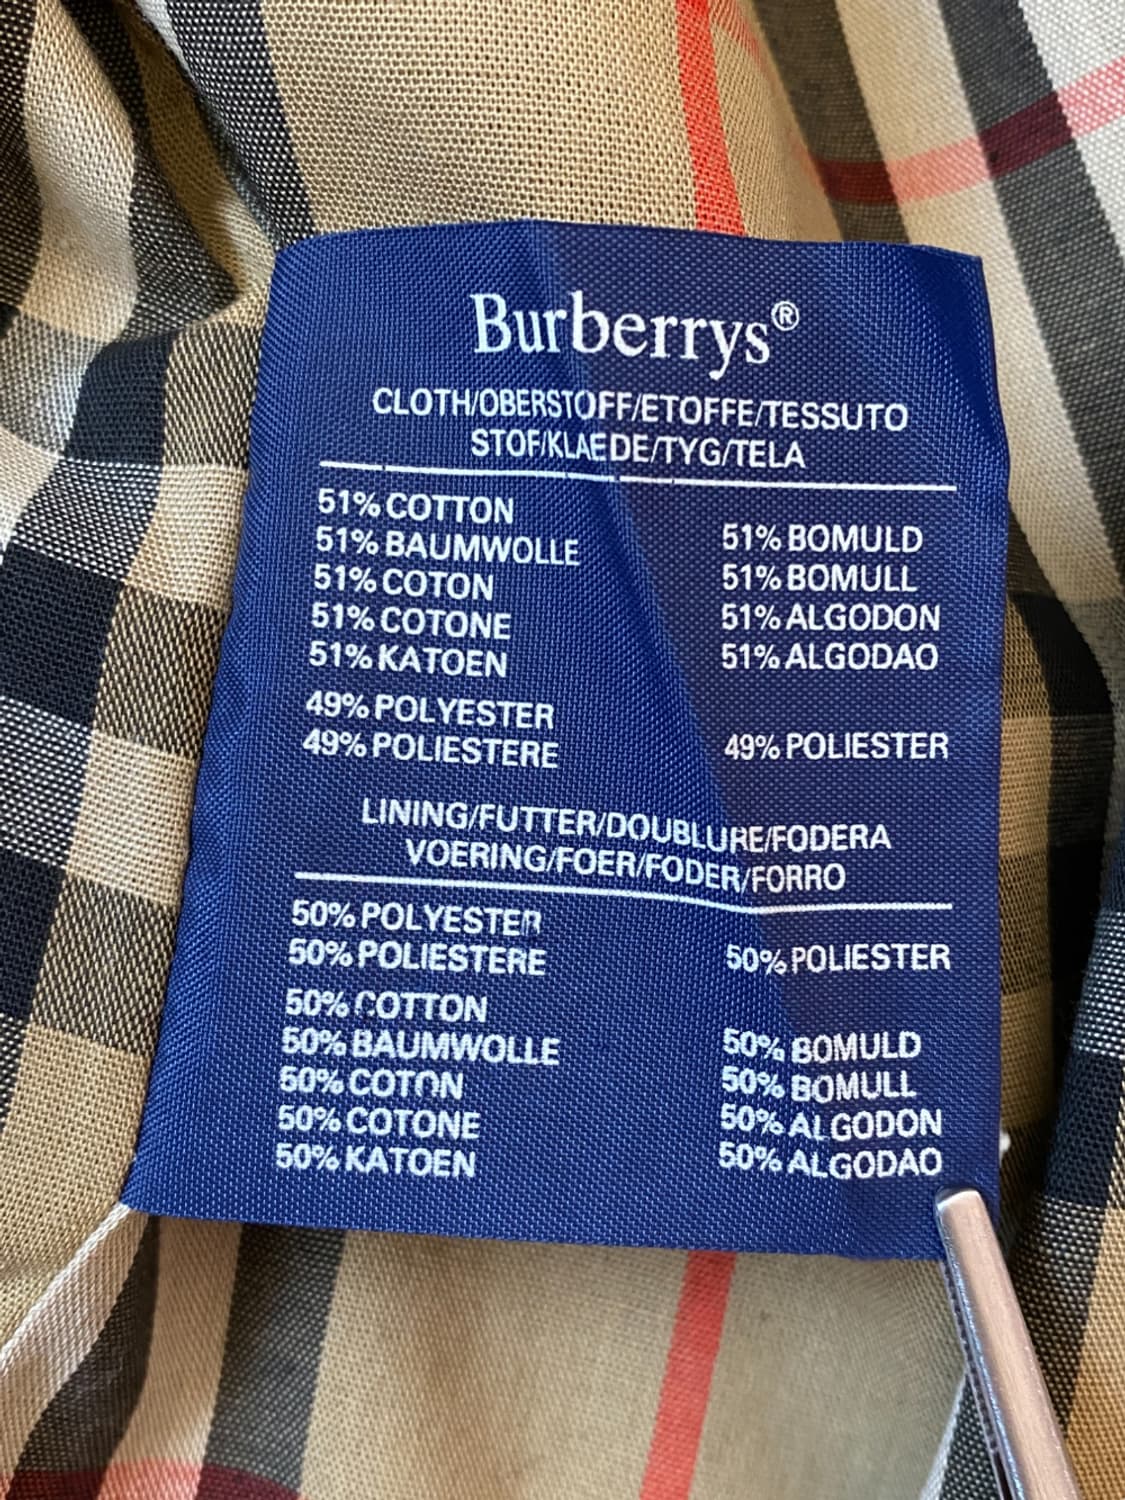 Burberrys®
CLOTH/OBERSTOFF/ETOFFE/TESSUTO
STOF/KLAEDE/TYG/TELA
51% COTTON
51% BAUMWOLLE
51% COTON
51% COTONE
51% KATOEN
51% BOMULD
51% BOMULL
51% ALGODON
51% ALGODAO
49% POLYESTER
49% POLIESTERE
49% POLIESTER
LINING/FUTTER/DOUBLURE/FODERA
VOERING/FOER/FODER/FORRO
50% POLYESTER
50% POLIESTERE
50% POLIESTER
50% COTTON
50% BAUMWOLLE
50% COTON
50% COTONE
50% KATOEN
50% BOMULD
50% BOMULL
50% ALGODON
50% ALGODAO